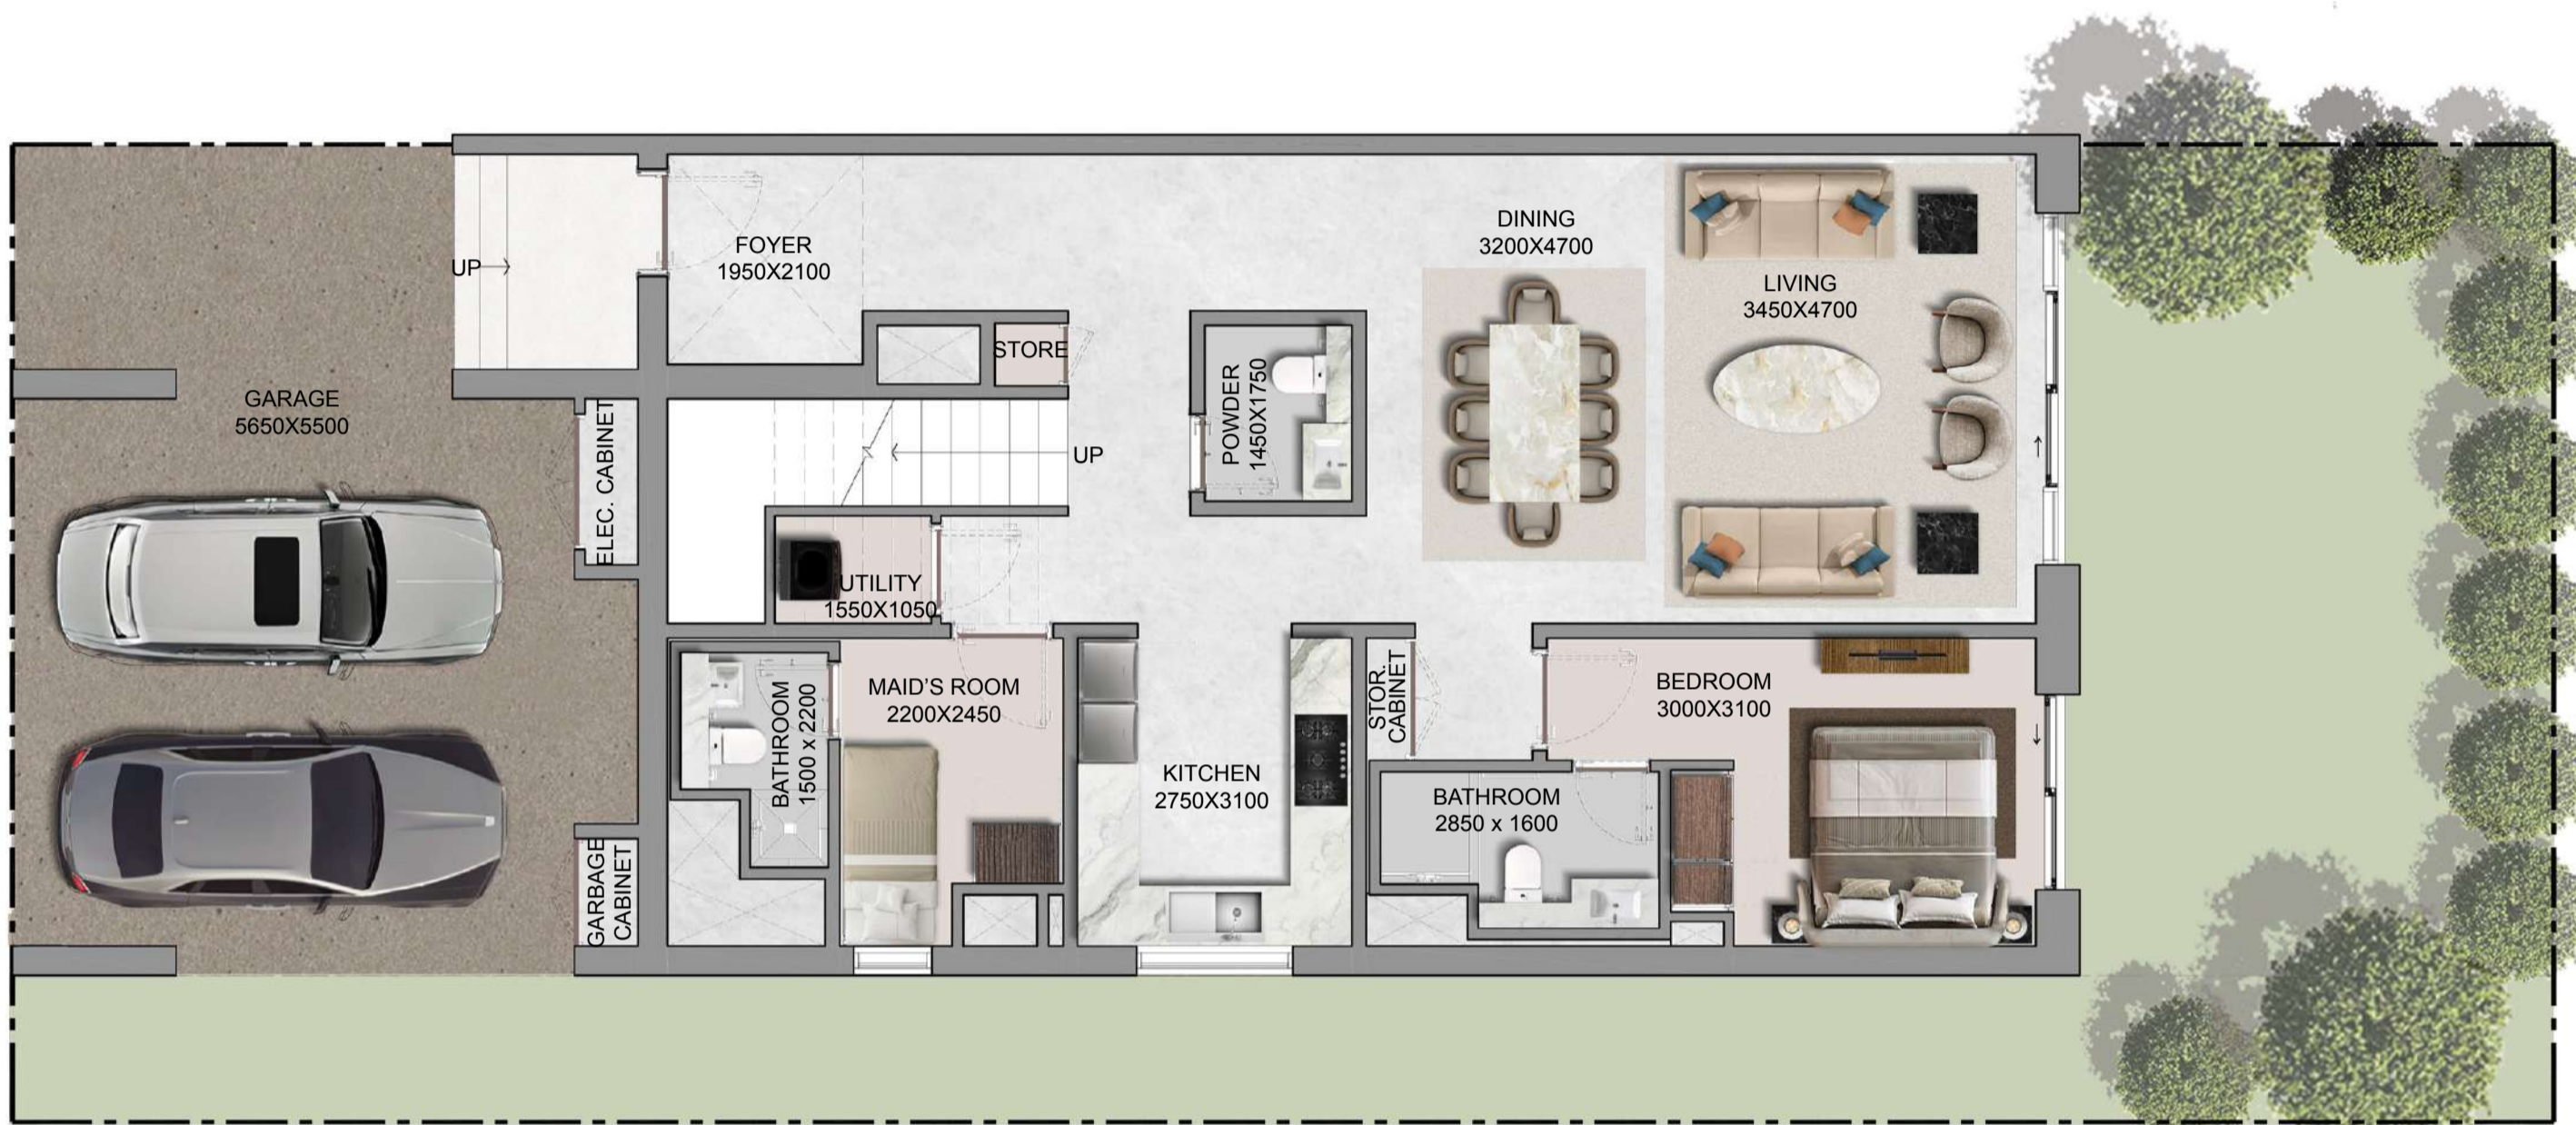 UP
FOYER
1950X2100
DINING
3200X4700
LIVING
3450X4700
STORE
POWDER
1450X1750
GARAGE
5650X5500
ELEC. CABINET
UP
UTILITY
1550X1050
BATHROOM
1500 x 2200
MAID'S ROOM
2200X2450
KITCHEN
2750X3100
STOR.
CABINET
BEDROOM
3000X3100
BATHROOM
2850 x 1600
GARBAGE
CABINET